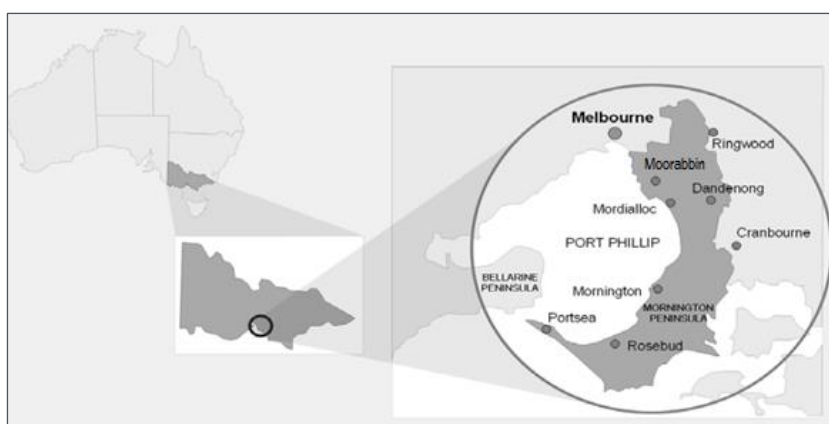 Melbourne
Ringwood
Moorabbin
Dandenong
Mordialloc
Cranbourne
PORT PHILLIP
BELLARINE
PENINSULA
Mornington
MORNINGTON
PENINSULA
Portsea
Rosebud